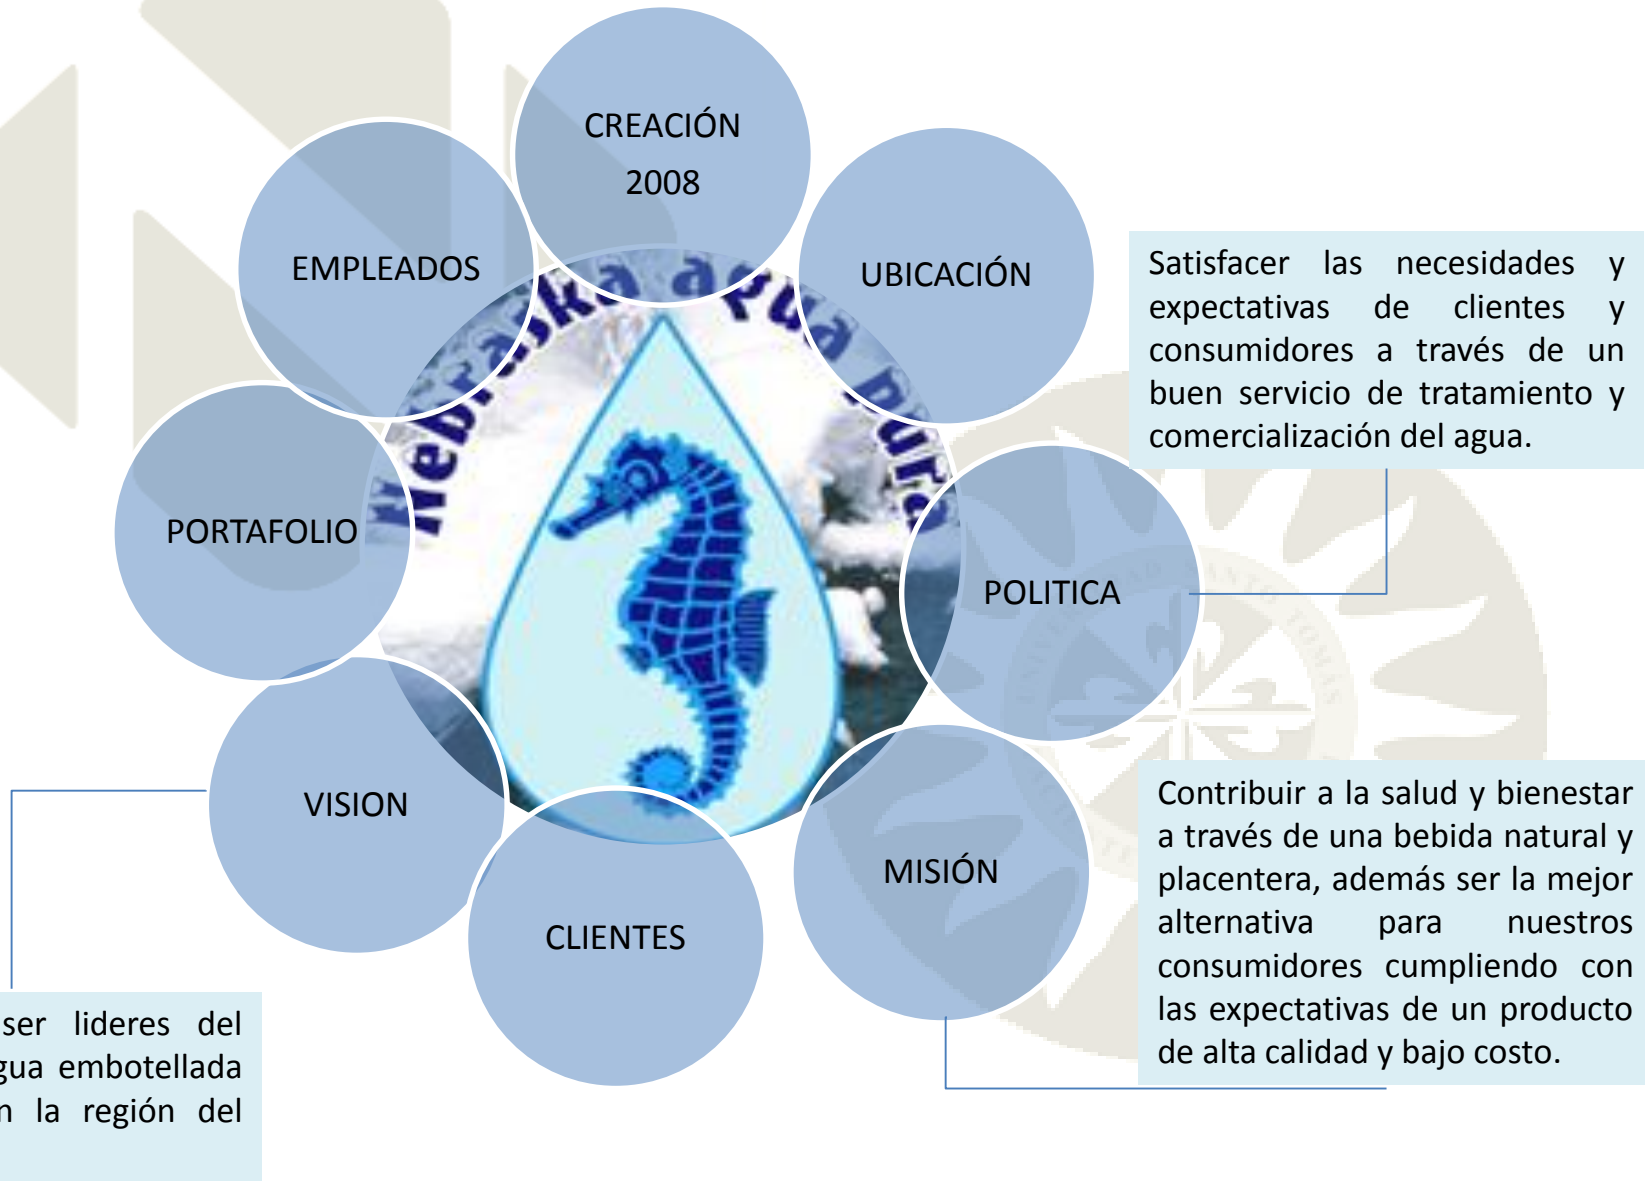 CREACIÓN
2008
EMPLEADOS
UBICACIÓN
Nebraska agua pura
Satisfacer las necesidades y
expectativas de clientes y
consumidores a través de un
buen servicio de tratamiento y
comercialización del agua.
PORTAFOLIO
POLITICA
VISION
MISIÓN
CLIENTES
Contribuir a la salud y bienestar
a través de una bebida natural y
placentera, además ser la mejor
alternativa para nuestros
consumidores cumpliendo con
las expectativas de un producto
de alta calidad y bajo costo.
ser lideres del
embotellada
la región del